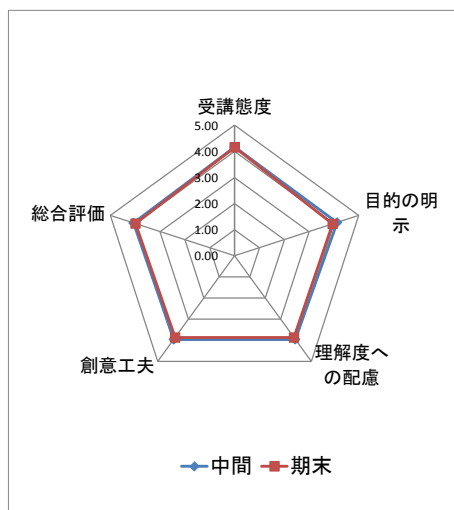 受講態度
5.00
4.00
3.00
2.00
1.00
0.00
目的の明
示
理解度へ
の配慮
創意工夫
総合評価
中間
期末